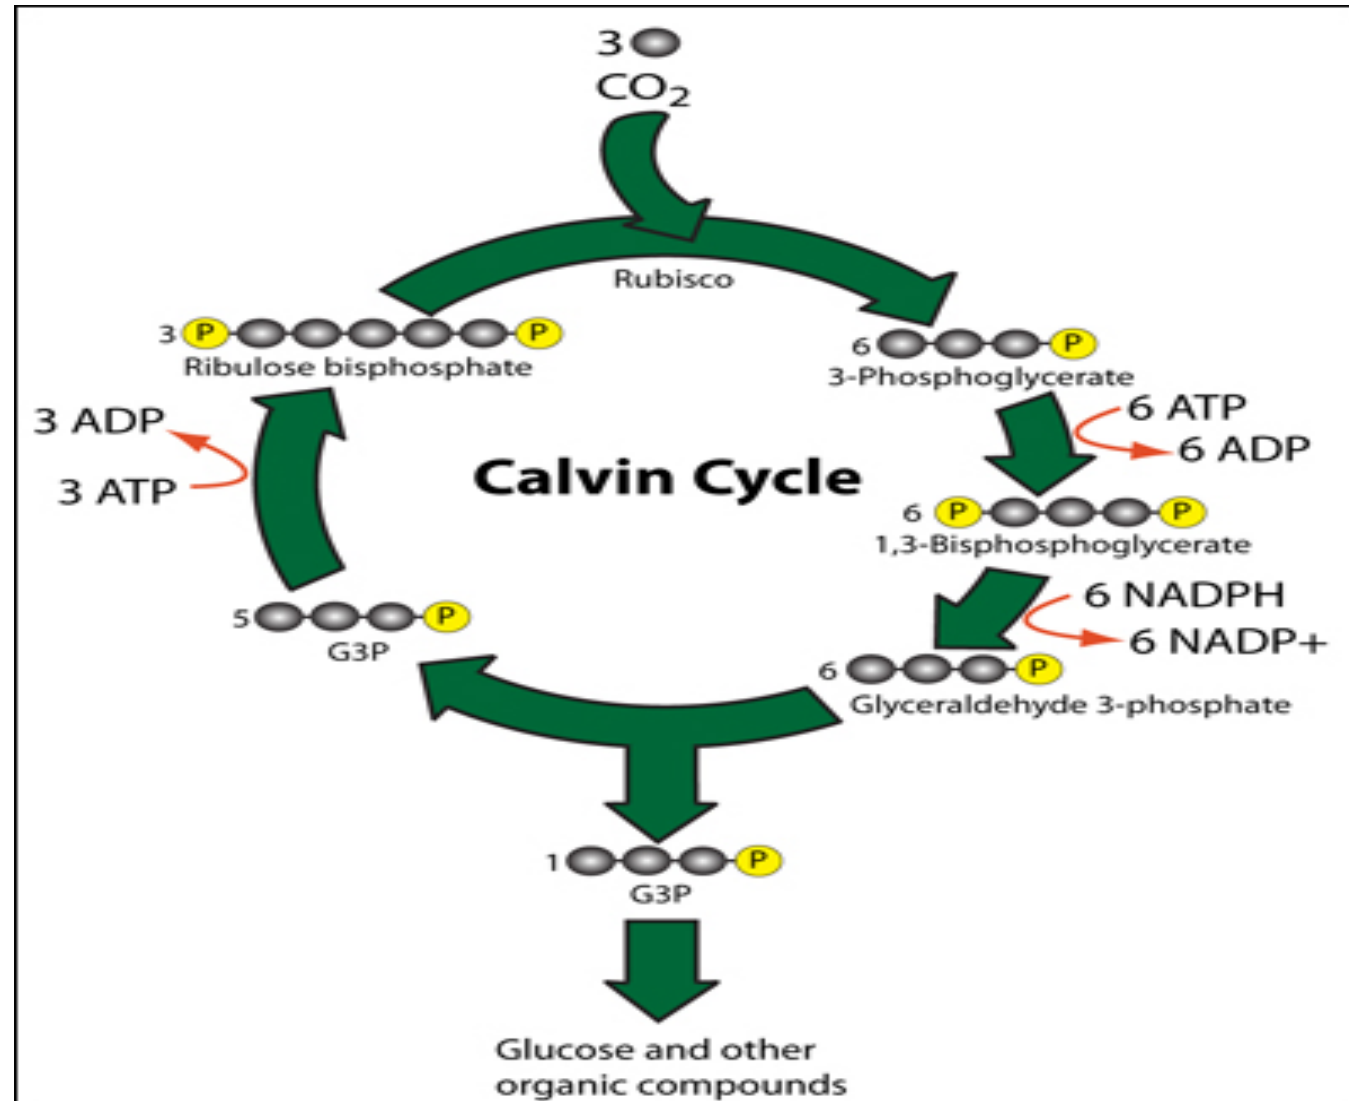 3
CO₂
Rubisco
3 P P
Ribulose bisphosphate
6 P
3-Phosphoglycerate
6 ATP
6 ADP
3 ADP
3 ATP
Calvin Cycle
6 P P
1,3-Bisphosphoglycerate
6 NADPH
6 NADP+
5 P
G3P
6 P
Glyceraldehyde 3-phosphate
1 P
G3P
Glucose and other
organic compounds